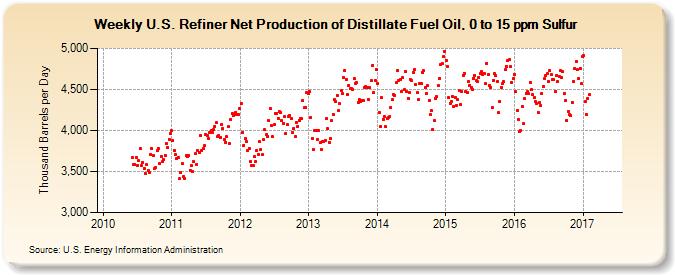 Weekly U.S. Refiner Net Production of Distillate Fuel Oil, 0 to 15 ppm Sulfur
Thousand Barrels per Day
5,000
4,500
4,000
3,500
3,000
2010 2011 2012 2013 2014 2015 2016 2017
Source: U.S. Energy Information Administration